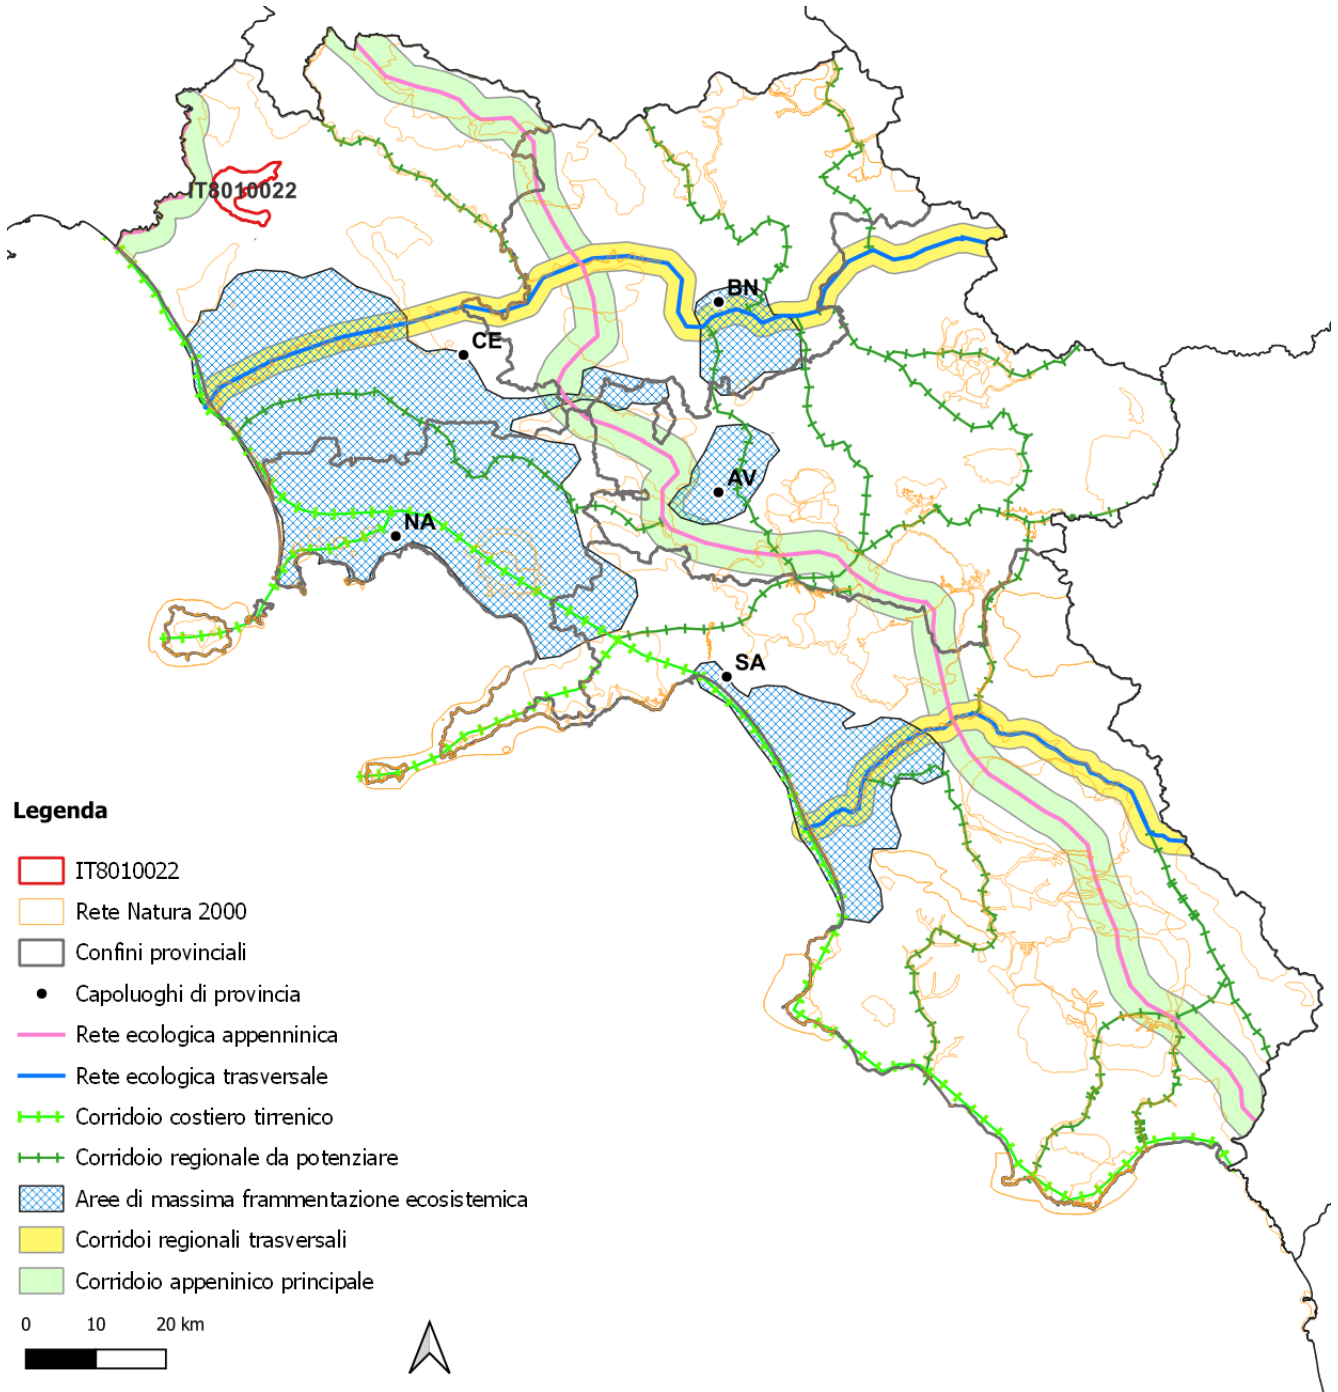 IT8010022
BN
CE
AV
NA
SA
Legenda
IT8010022
Rete Natura 2000
Confini provinciali
Capoluoghi di provincia
Rete ecologica appenninica
Rete ecologica trasversale
Corridoio costiero tirrenico
Corridoio regionale da potenziare
Aree di massima frammentazione ecosistemica
Corridoi regionali trasversali
Corridoio appeninico principale
0 10 20 km